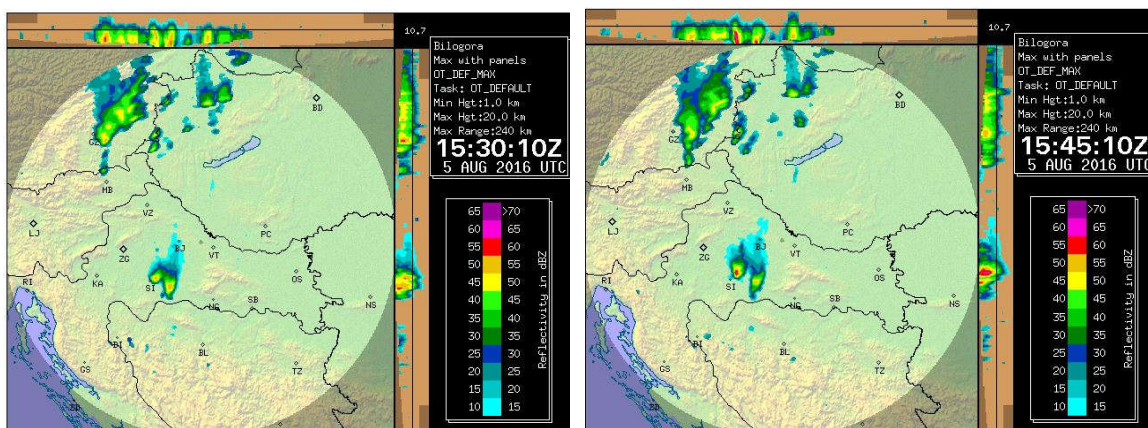 10.7
Bilogora
Max with panels
OT_DEF_MAX
Task: OT_DEFAULT
Min Hgt:1.0 km
Max Hgt:20.0 km
Max Range:240 km
15:30:10Z
5 AUG 2016 UTC
65 >70
60 65
55 60
50 55
45 50
40 45
35 40
30 35
25 30
20 25
15 20
10 15
Reflectivity in dBZ
BD
GZ
MB
VZ
LJ
ZG
BJ
VT
PC
RI
KA
SI
OS
NG
SB
NS
BI
BL
GS
TZ
10.7
Bilogora
Max with panels
OT_DEF_MAX
Task: OT_DEFAULT
Min Hgt:1.0 km
Max Hgt:20.0 km
Max Range:240 km
15:45:10Z
5 AUG 2016 UTC
65 >70
60 65
55 60
50 55
45 50
40 45
35 40
30 35
25 30
20 25
15 20
10 15
Reflectivity in dBZ
BD
GZ
MB
VZ
LJ
ZG
BJ
VT
PC
RI
KA
SI
OS
NG
SB
NS
BI
BL
GS
TZ